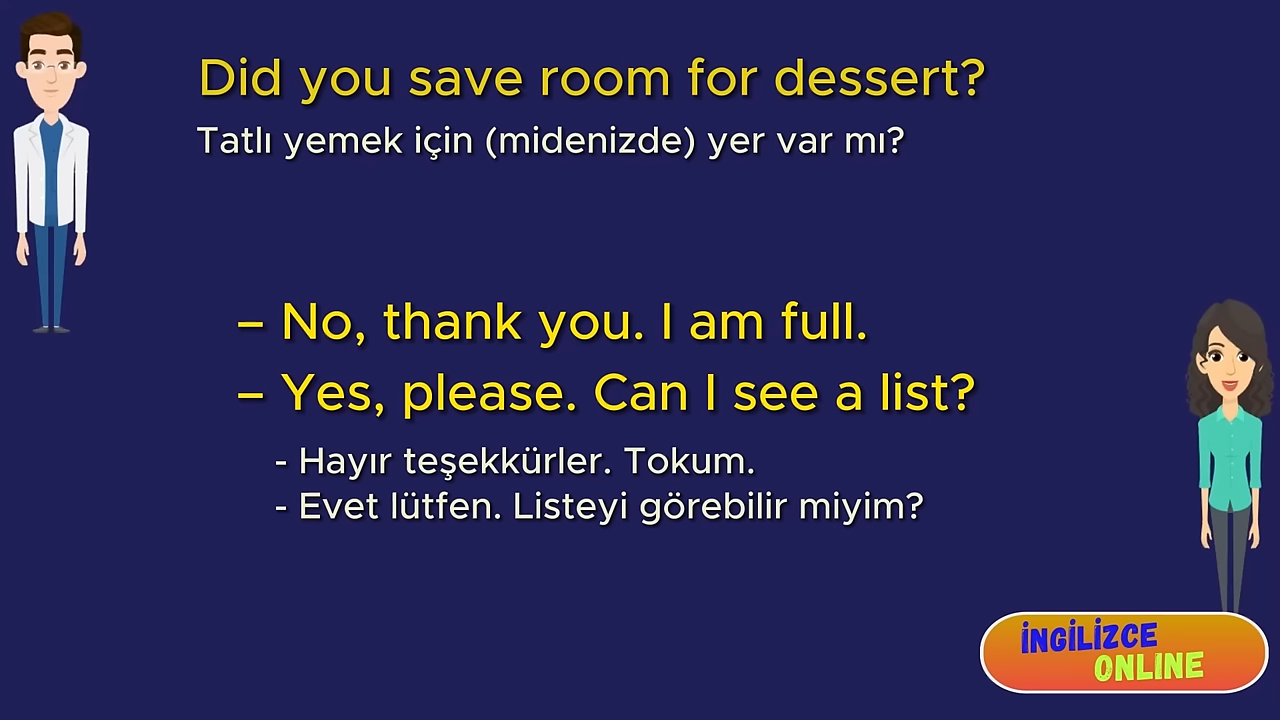 Did you save room for dessert?
Tatlı yemek için (midenizde) yer var mı?
– No, thank you. I am full.
– Yes, please. Can I see a list?
- Hayır teşekkürler. Tokum.
- Evet lütfen. Listeyi görebilir miyim?
İNGİLİZCE
ONLINE